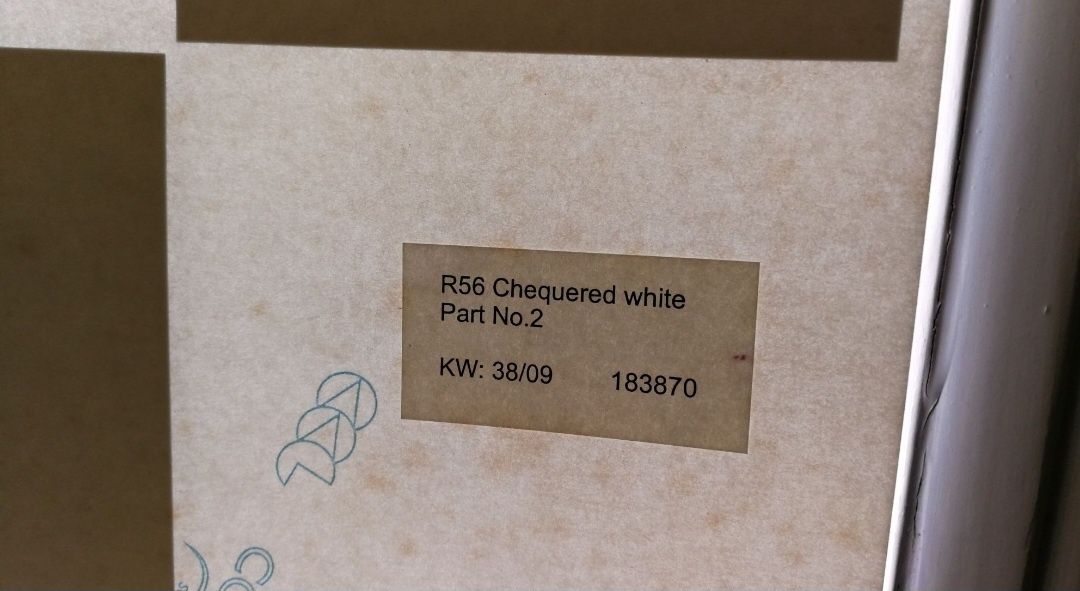 R56 Chequered white
Part No.2
KW: 38/09 183870